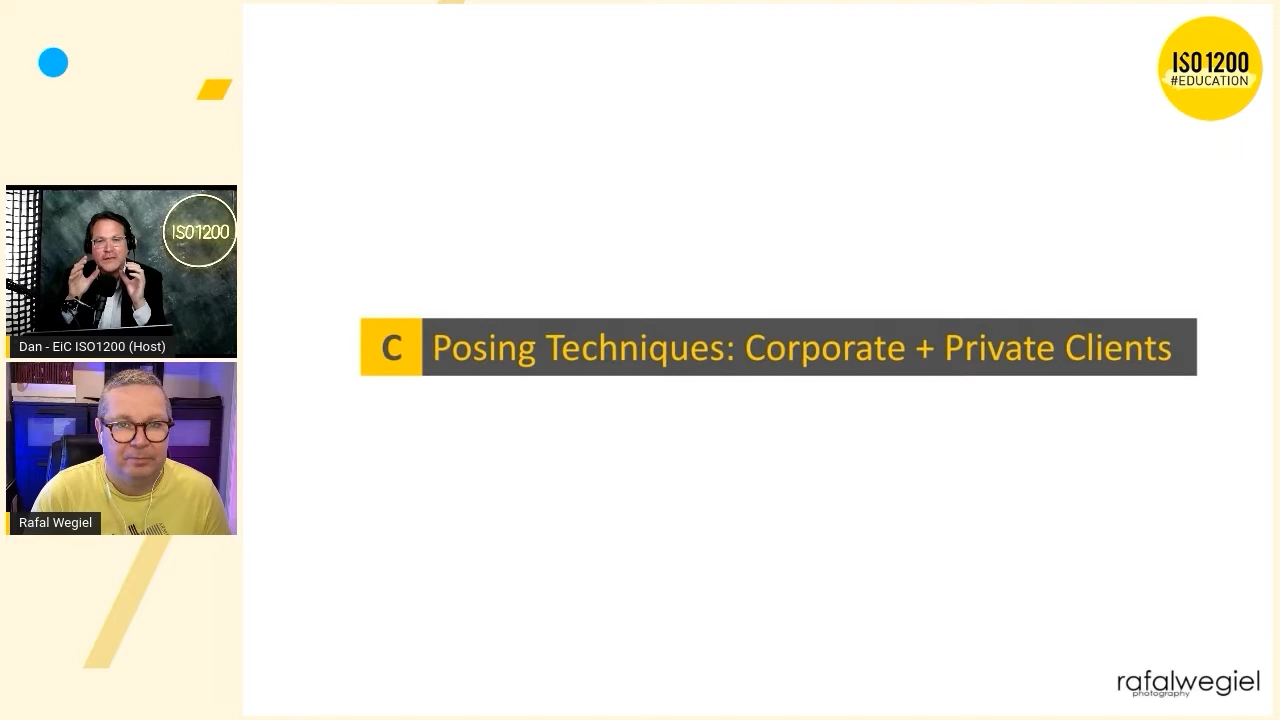 ISO1200
#EDUCATION
ISO1200
Dan - EiC ISO1200 (Host)
C Posing Techniques: Corporate + Private Clients
Rafal Wegiel
rafalwegiel
photography